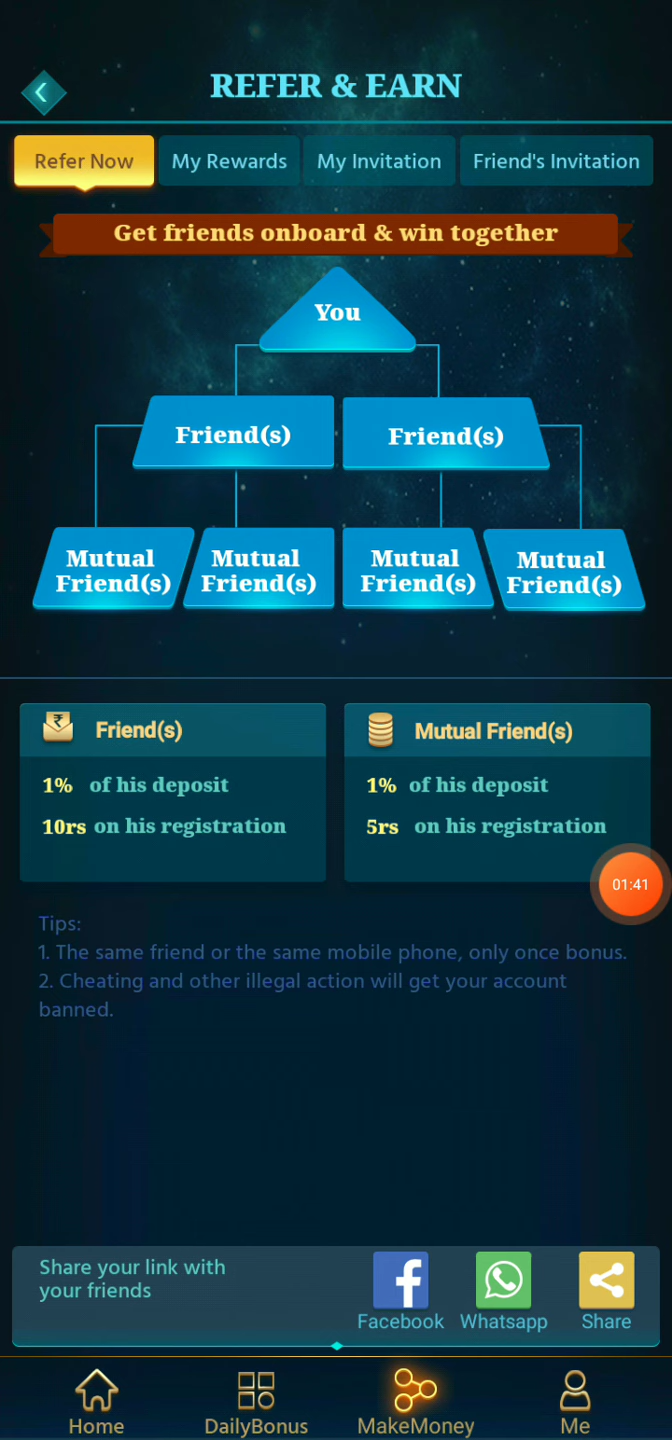 REFER & EARN
Refer Now
My Rewards
My Invitation
Friend's Invitation
Get friends onboard & win together
You
Friend(s)
Friend(s)
Mutual
Friend(s)
Mutual
Friend(s)
Mutual
Friend(s)
Mutual
Friend(s)
₹
Friend(s)
1% of his deposit
10rs on his registration
Mutual Friend(s)
1% of his deposit
5rs on his registration
01:41
Tips:
1. The same friend or the same mobile phone, only once bonus.
2. Cheating and other illegal action will get your account
banned.
Share your link with
your friends
Facebook
Whatsapp
Share
Home
DailyBonus
MakeMoney
Me